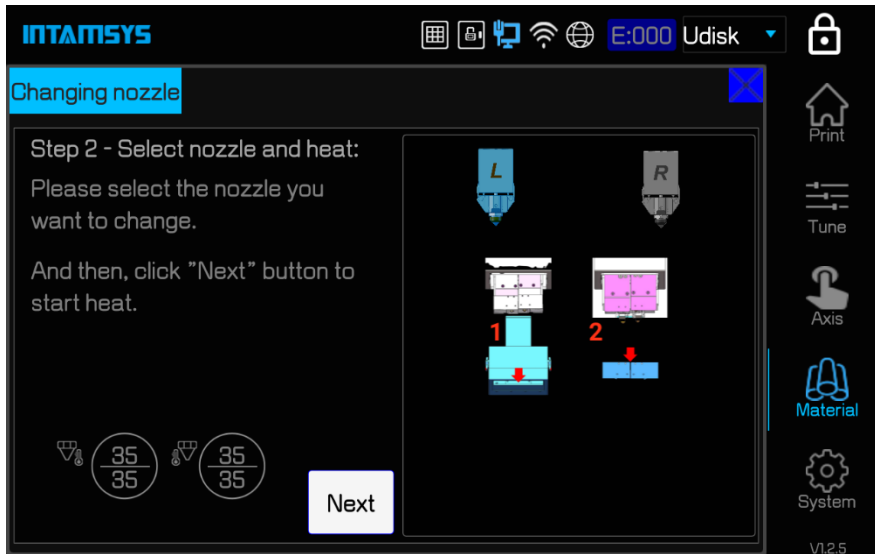 INTAMSYS
E:000 Udisk
Changing nozzle
Step 2 - Select nozzle and heat:
Please select the nozzle you
want to change.
And then, click "Next" button to
start heat.
35
35
35
35
Next
L
R
1
2
Print
Tune
Axis
Material
System
V1.2.5